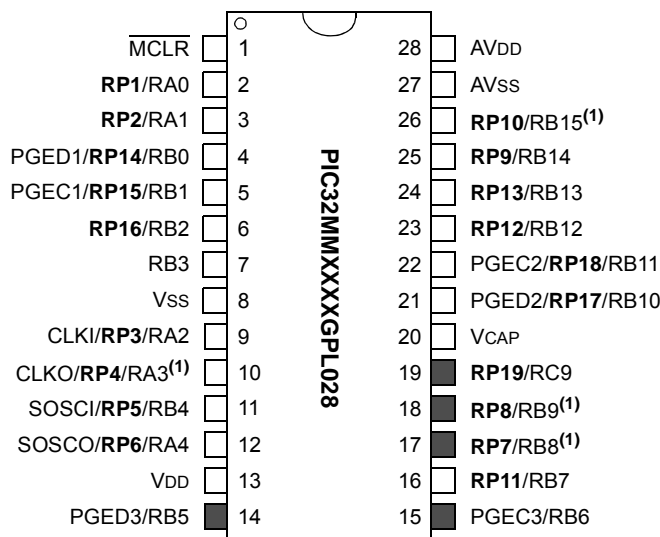 MCLR 1
RP1/RA0 2
RP2/RA1 3
PGED1/RP14/RB0 4
PGEC1/RP15/RB1 5
RP16/RB2 6
RB3 7
VSS 8
CLKI/RP3/RA2 9
CLKO/RP4/RA3(1) 10
SOSCI/RP5/RB4 11
SOSCO/RP6/RA4 12
VDD 13
PGED3/RB5 14
PIC32MMXXXXGPL028
28 AVDD
27 AVSS
26 RP10/RB15(1)
25 RP9/RB14
24 RP13/RB13
23 RP12/RB12
22 PGEC2/RP18/RB11
21 PGED2/RP17/RB10
20 VCAP
19 RP19/RC9
18 RP8/RB9(1)
17 RP7/RB8(1)
16 RP11/RB7
15 PGEC3/RB6